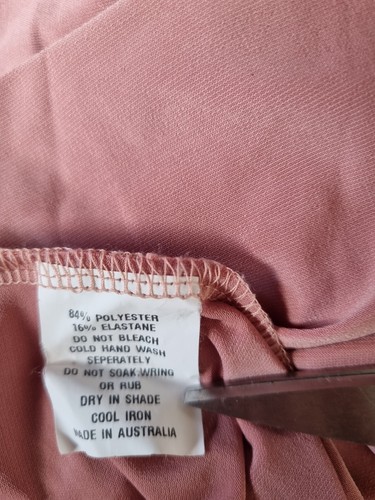 84% POLYESTER
16% ELASTANE
DO NOT BLEACH
COLD HAND WASH
SEPERATELY
DO NOT SOAK.WRING
OR RUB
DRY IN SHADE
COOL IRON
MADE IN AUSTRALIA